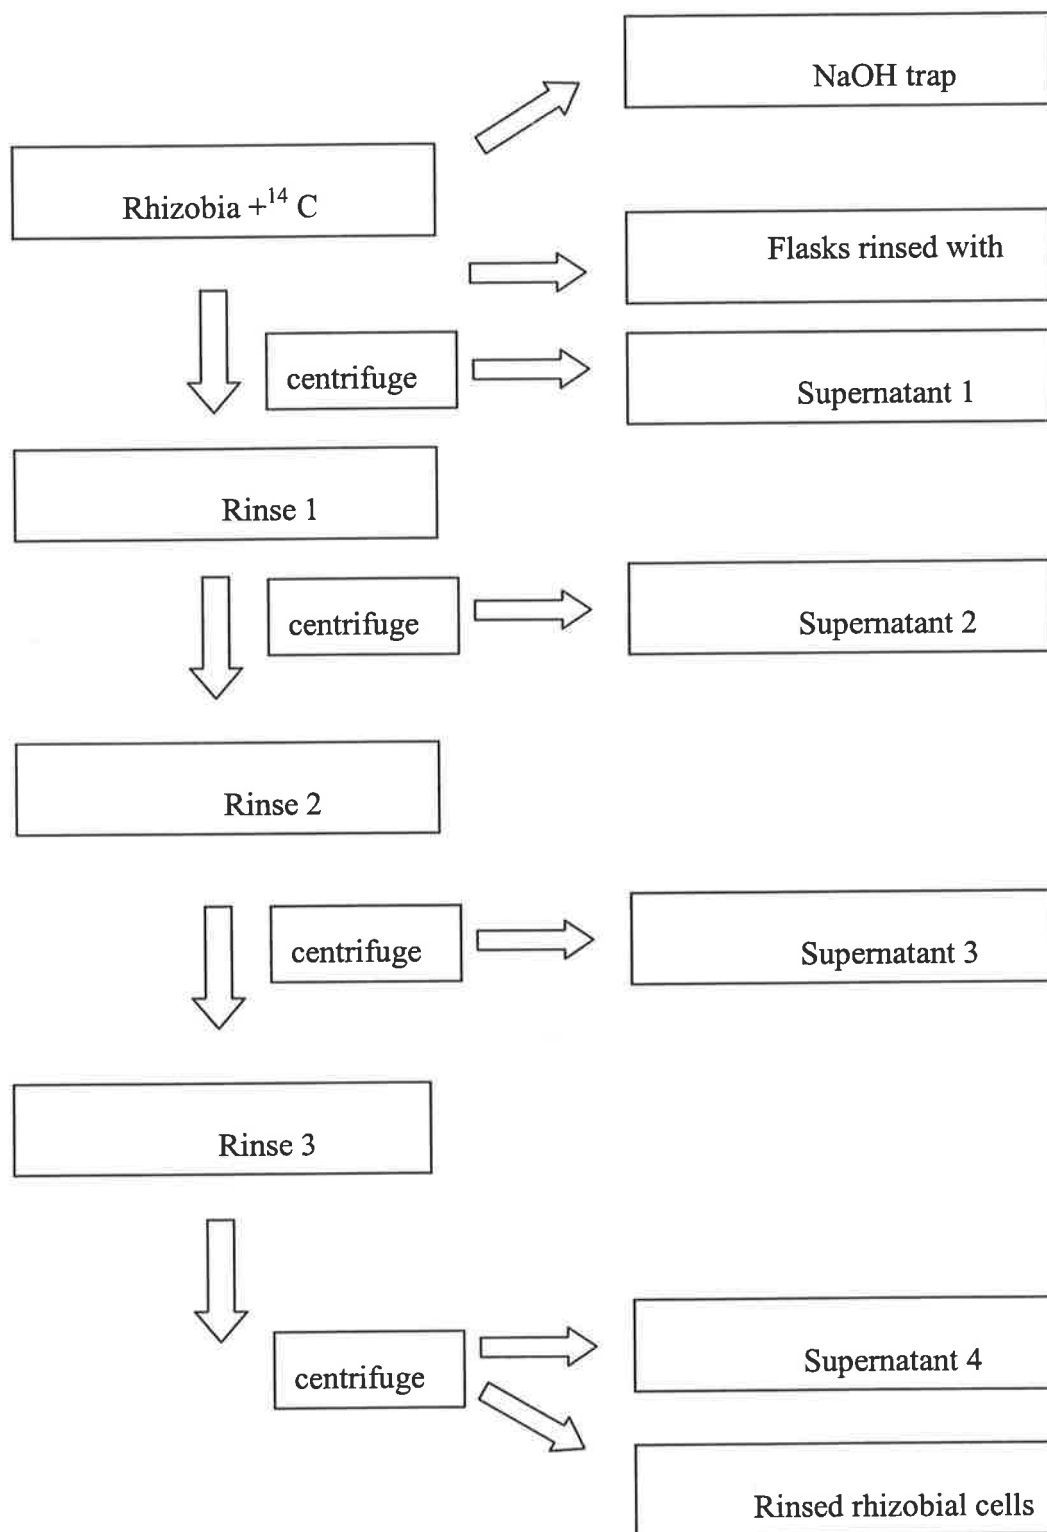 NaOH trap
Rhizobia +¹⁴ C
Flasks rinsed with
centrifuge
Supernatant 1
Rinse 1
centrifuge
Supernatant 2
Rinse 2
centrifuge
Supernatant 3
Rinse 3
centrifuge
Supernatant 4
Rinsed rhizobial cells